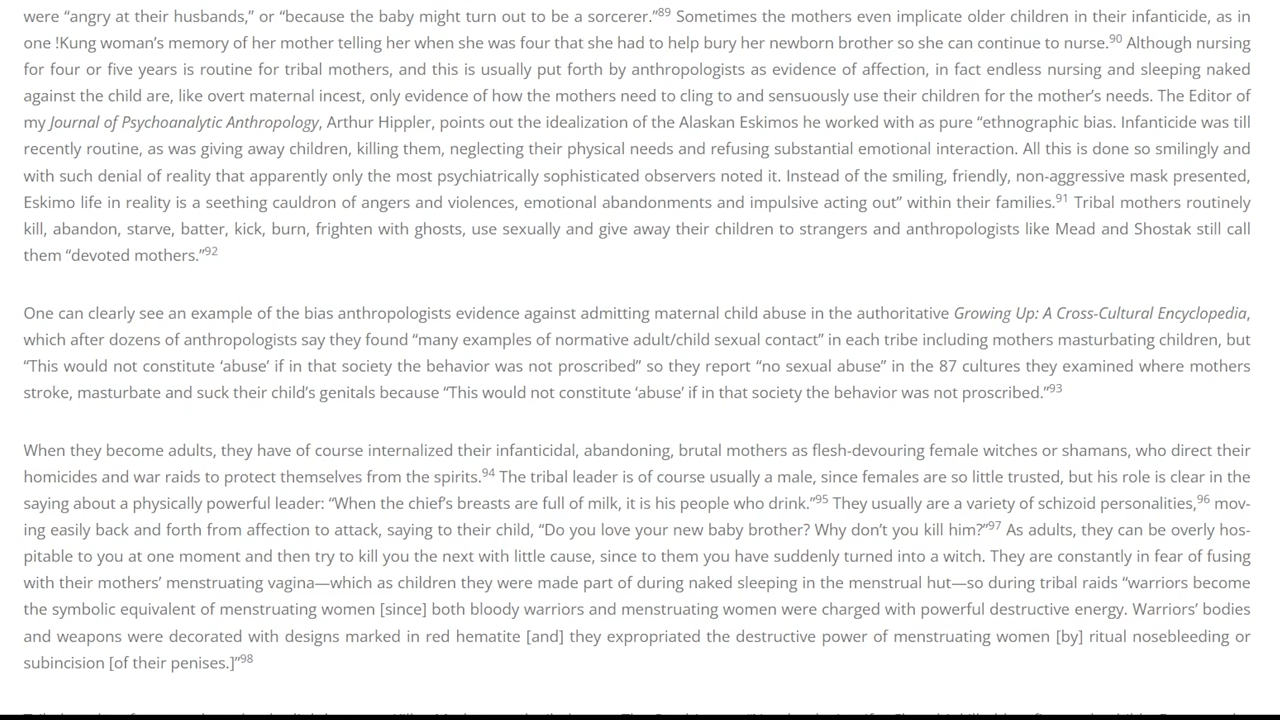 were “angry at their husbands,” or “because the baby might turn out to be a sorcerer.”89 Sometimes the mothers even implicate older children in their infanticide, as in
one !Kung woman’s memory of her mother telling her when she was four that she had to help bury her newborn brother so she can continue to nurse.90 Although nursing
for four or five years is routine for tribal mothers, and this is usually put forth by anthropologists as evidence of affection, in fact endless nursing and sleeping naked
against the child are, like overt maternal incest, only evidence of how the mothers need to cling to and sensuously use their children for the mother’s needs. The Editor of
my Journal of Psychoanalytic Anthropology, Arthur Hippler, points out the idealization of the Alaskan Eskimos he worked with as pure “ethnographic bias. Infanticide was till
recently routine, as was giving away children, killing them, neglecting their physical needs and refusing substantial emotional interaction. All this is done so smilingly and
with such denial of reality that apparently only the most psychiatrically sophisticated observers noted it. Instead of the smiling, friendly, non-aggressive mask presented,
Eskimo life in reality is a seething cauldron of angers and violences, emotional abandonments and impulsive acting out” within their families.91 Tribal mothers routinely
kill, abandon, starve, batter, kick, burn, frighten with ghosts, use sexually and give away their children to strangers and anthropologists like Mead and Shostak still call
them “devoted mothers.”92
One can clearly see an example of the bias anthropologists evidence against admitting maternal child abuse in the authoritative Growing Up: A Cross-Cultural Encyclopedia,
which after dozens of anthropologists say they found “many examples of normative adult/child sexual contact” in each tribe including mothers masturbating children, but
“This would not constitute ‘abuse’ if in that society the behavior was not proscribed” so they report “no sexual abuse” in the 87 cultures they examined where mothers
stroke, masturbate and suck their child’s genitals because “This would not constitute ‘abuse’ if in that society the behavior was not proscribed.”93
When they become adults, they have of course internalized their infanticidal, abandoning, brutal mothers as flesh-devouring female witches or shamans, who direct their
homicides and war raids to protect themselves from the spirits.94 The tribal leader is of course usually a male, since females are so little trusted, but his role is clear in the
saying about a physically powerful leader: “When the chief’s breasts are full of milk, it is his people who drink.”95 They usually are a variety of schizoid personalities,96 mov-
ing easily back and forth from affection to attack, saying to their child, “Do you love your new baby brother? Why don’t you kill him?”97 As adults, they can be overly hos-
pitable to you at one moment and then try to kill you the next with little cause, since to them you have suddenly turned into a witch. They are constantly in fear of fusing
with their mothers’ menstruating vagina—which as children they were made part of during naked sleeping in the menstrual hut—so during tribal raids “warriors become
the symbolic equivalent of menstruating women [since] both bloody warriors and menstruating women were charged with powerful destructive energy. Warriors’ bodies
and weapons were decorated with designs marked in red hematite [and] they expropriated the destructive power of menstruating women [by] ritual nosebleeding or
subincision [of their penises.]”98